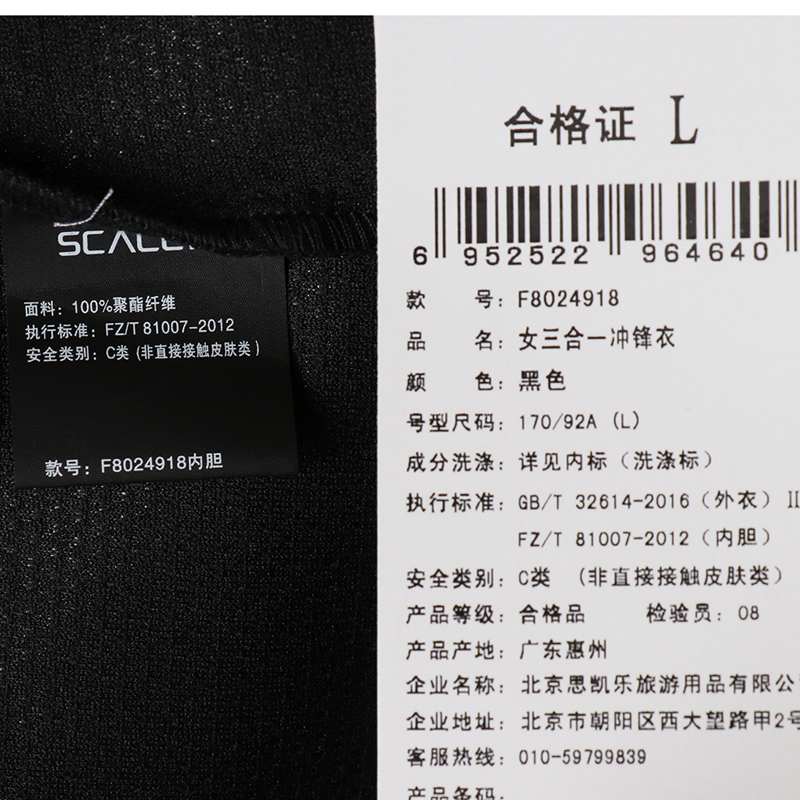 SCALE
面料：100%聚酯纤维
执行标准：FZ/T 81007-2012
安全类别：C类 (非直接接触皮肤类)
款号：F8024918内胆
合格证 L
6 952522 964640
款 号：F8024918
品 名：女三合一冲锋衣
颜 色：黑色
号型尺码：170/92A (L)
成分洗涤：详见内标（洗涤标）
执行标准：GB/T 32614-2016（外衣）II
FZ/T 81007-2012（内胆）
安全类别：C类 （非直接接触皮肤类）
产品等级：合格品 检验员：08
产品产地：广东惠州
企业名称：北京思凯乐旅游用品有限公
企业地址：北京市朝阳区西大望路甲2号
客服热线：010-59799839
产品条码：